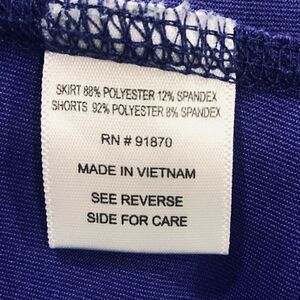 SKIRT 88% POLYESTER 12% SPANDEX
SHORTS 92% POLYESTER 8% SPANDEX
RN # 91870
MADE IN VIETNAM
SEE REVERSE
SIDE FOR CARE